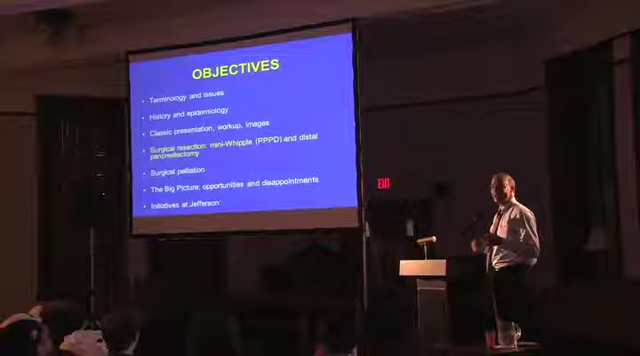 OBJECTIVES
• Terminology and issues
• History and epidemiology
• Classic presentation, workup, images
• Surgical resection: mini-Whipple (PPPD) and distal
pancreatectomy
• Surgical palliation
• The Big Picture: opportunities and disappointments
• Initiatives at Jefferson
EXIT